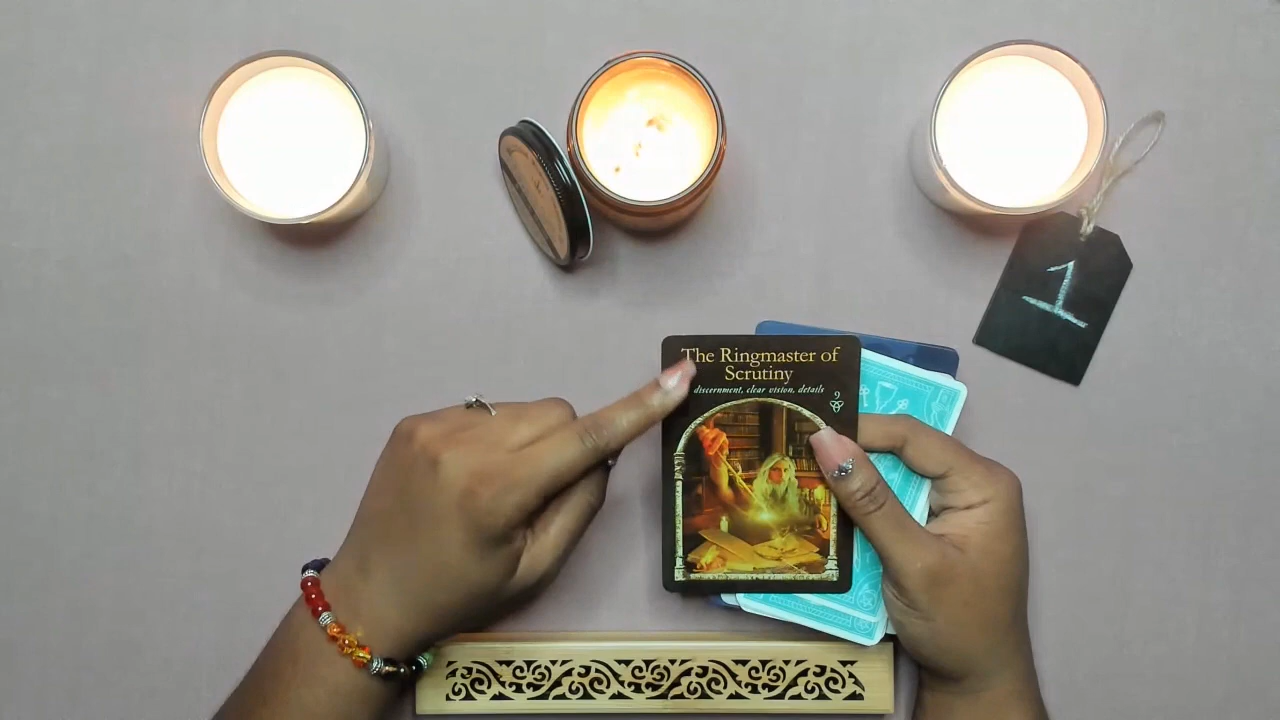 The Ringmaster of
Scrutiny
discernment, clear vision, details
9
1